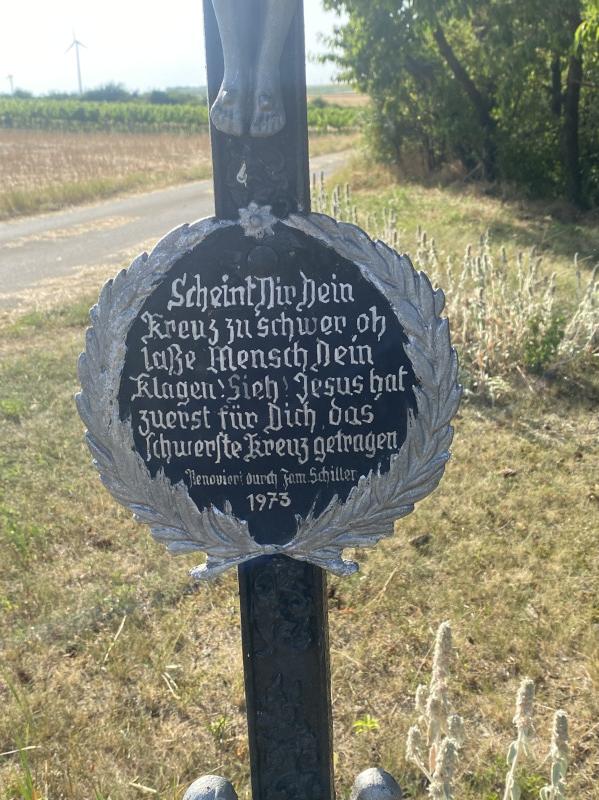 Scheint Dir Dein
Kreuz zu schwer, oh
laße Mensch Dein
Klagen! Sieh! Jesus hat
zuerst für Dich, das
schwerste Kreuz getragen
Renoviert durch Fam. Schiller
1973